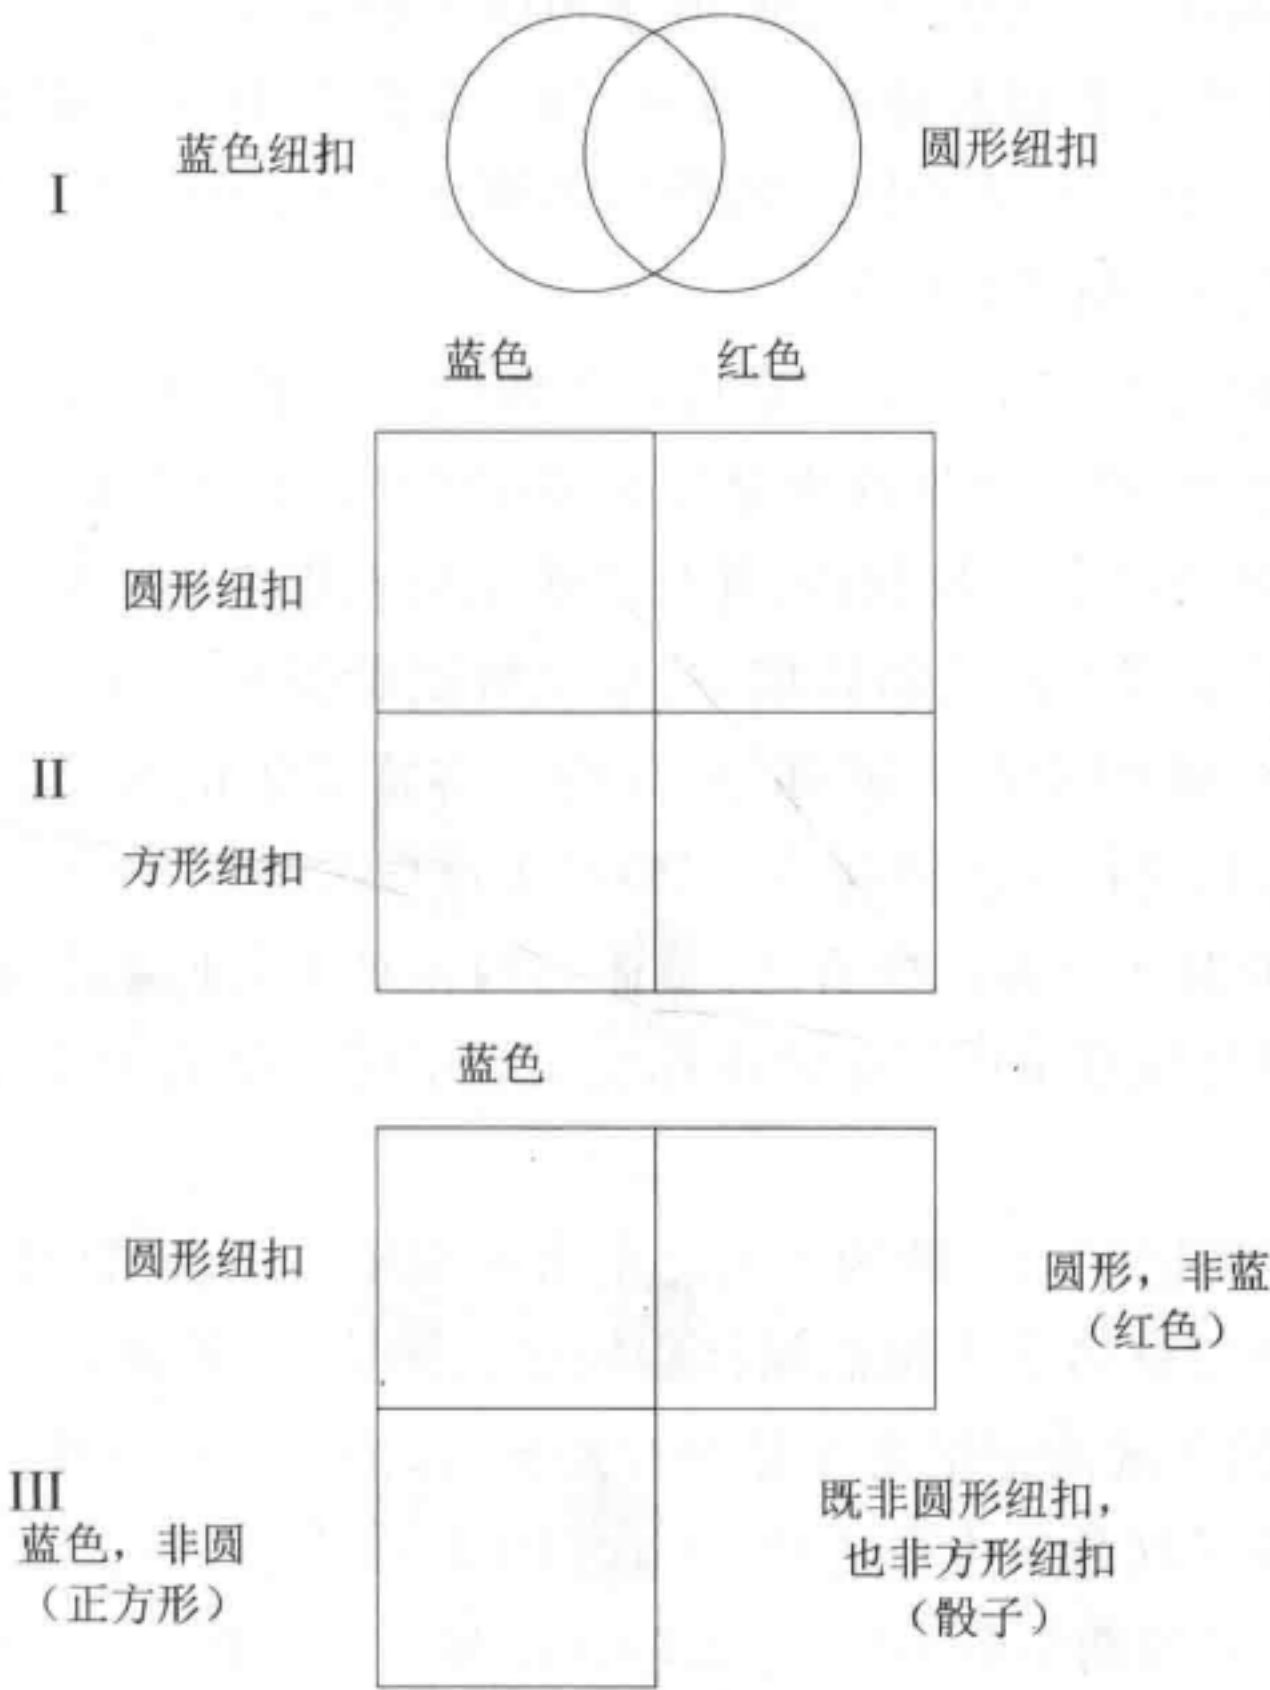 蓝色纽扣
圆形纽扣
I
蓝色
红色
圆形纽扣
II
方形纽扣
蓝色
圆形纽扣
圆形，非蓝
（红色）
III
蓝色，非圆
（正方形）
既非圆形纽扣，
也非方形纽扣
（骰子）